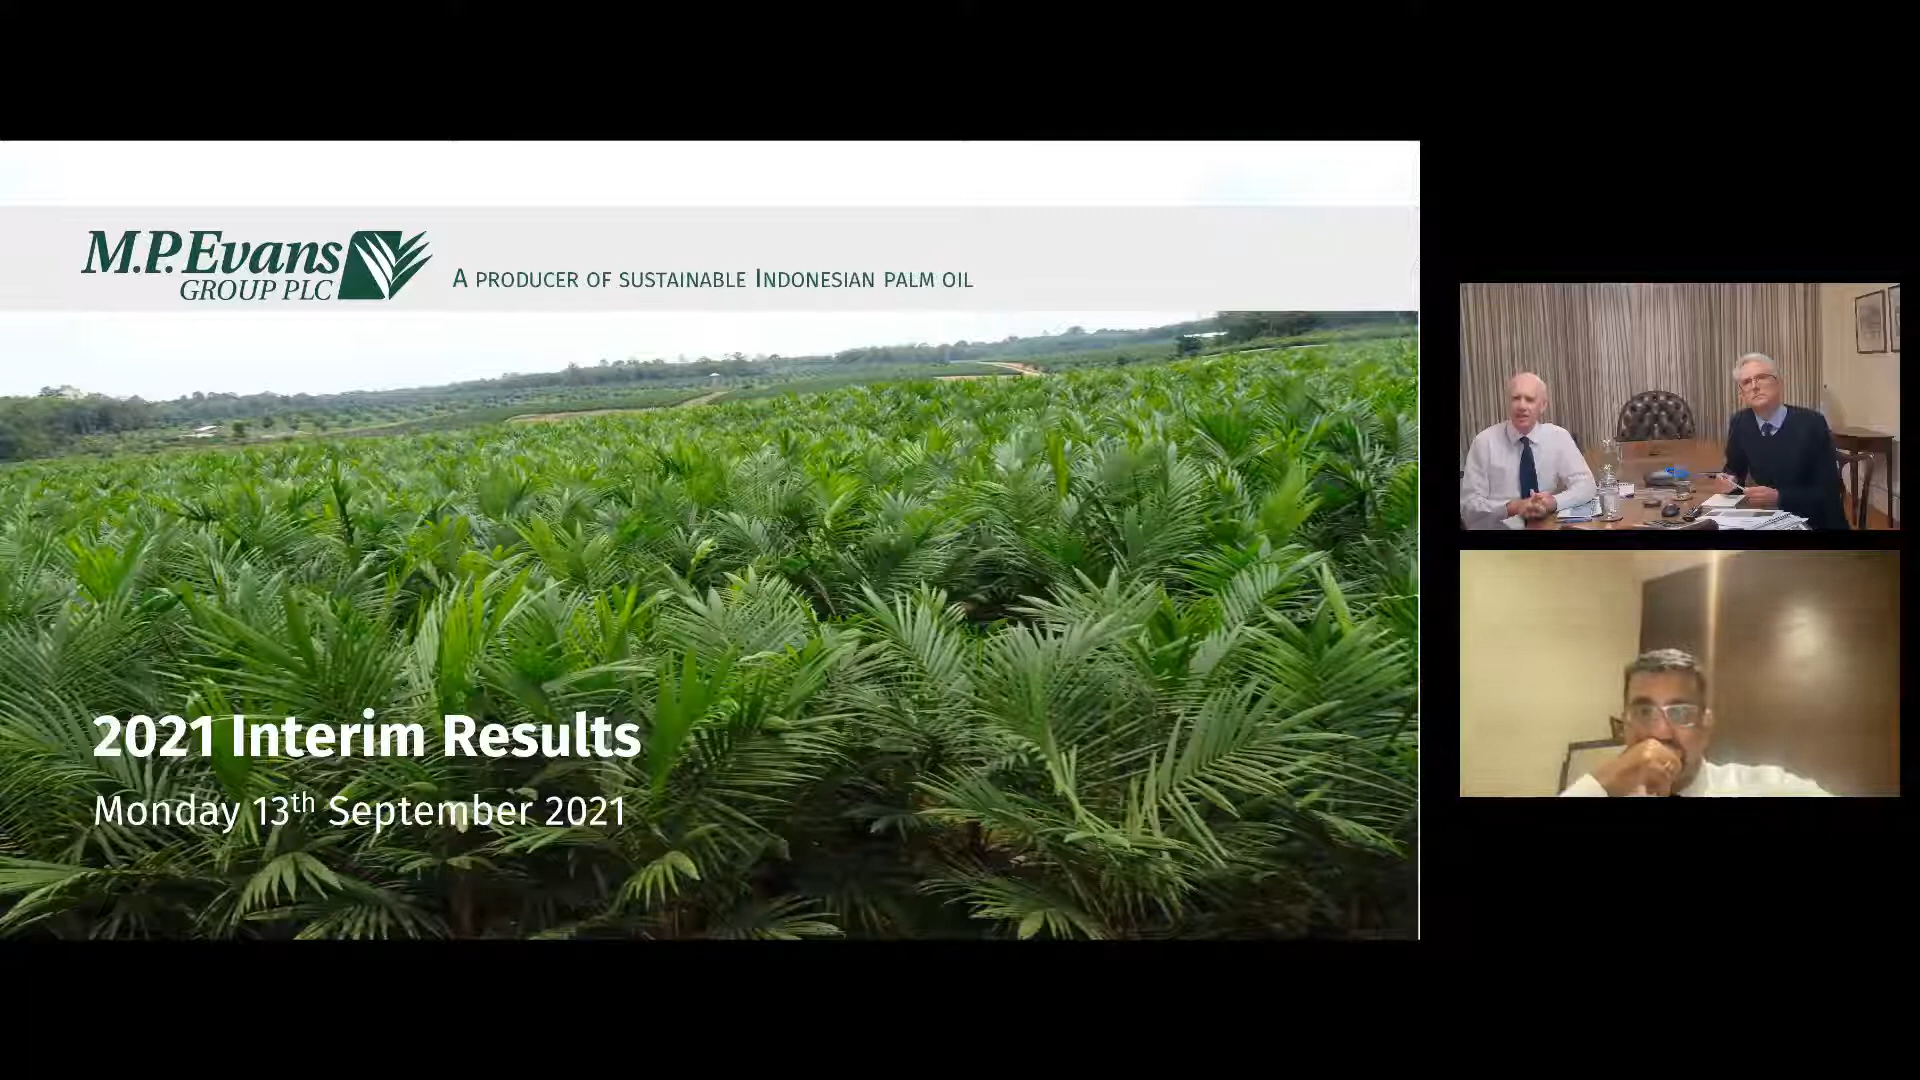 M.P.Evans
GROUP PLC
A PRODUCER OF SUSTAINABLE INDONESIAN PALM OIL
2021 Interim Results
Monday 13th September 2021